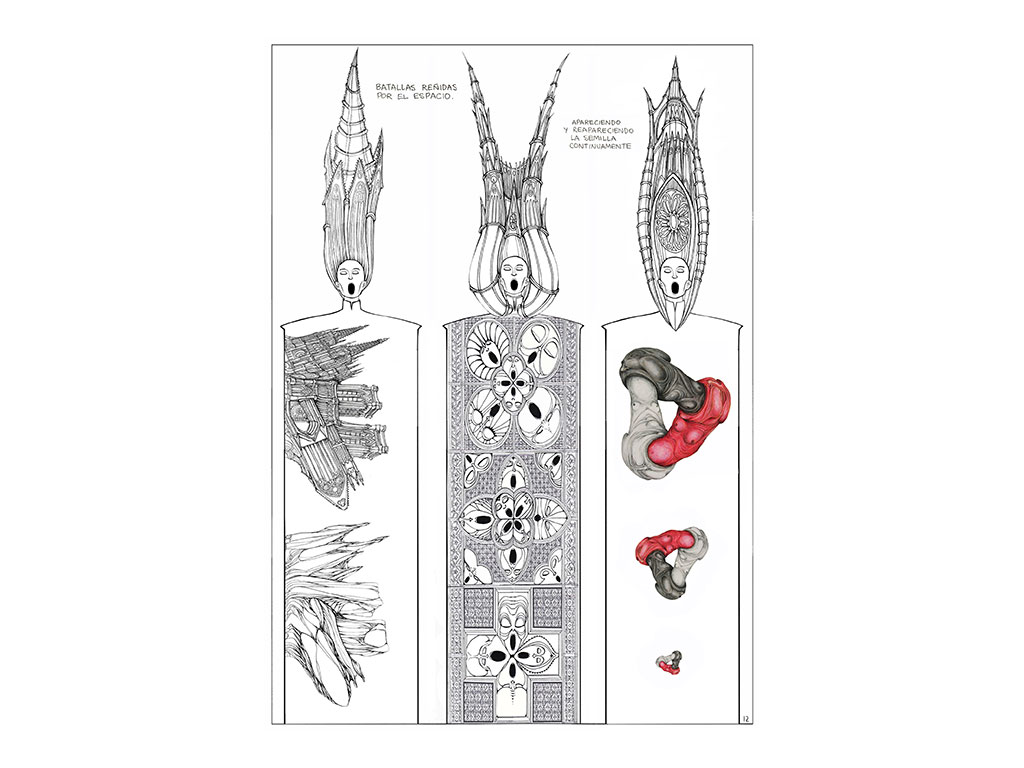 BATALLAS REÑIDAS
POR EL ESPACIO.
APARECIENDO
Y REAPARECIENDO
LA SEMILLA
CONTINUAMENTE
12